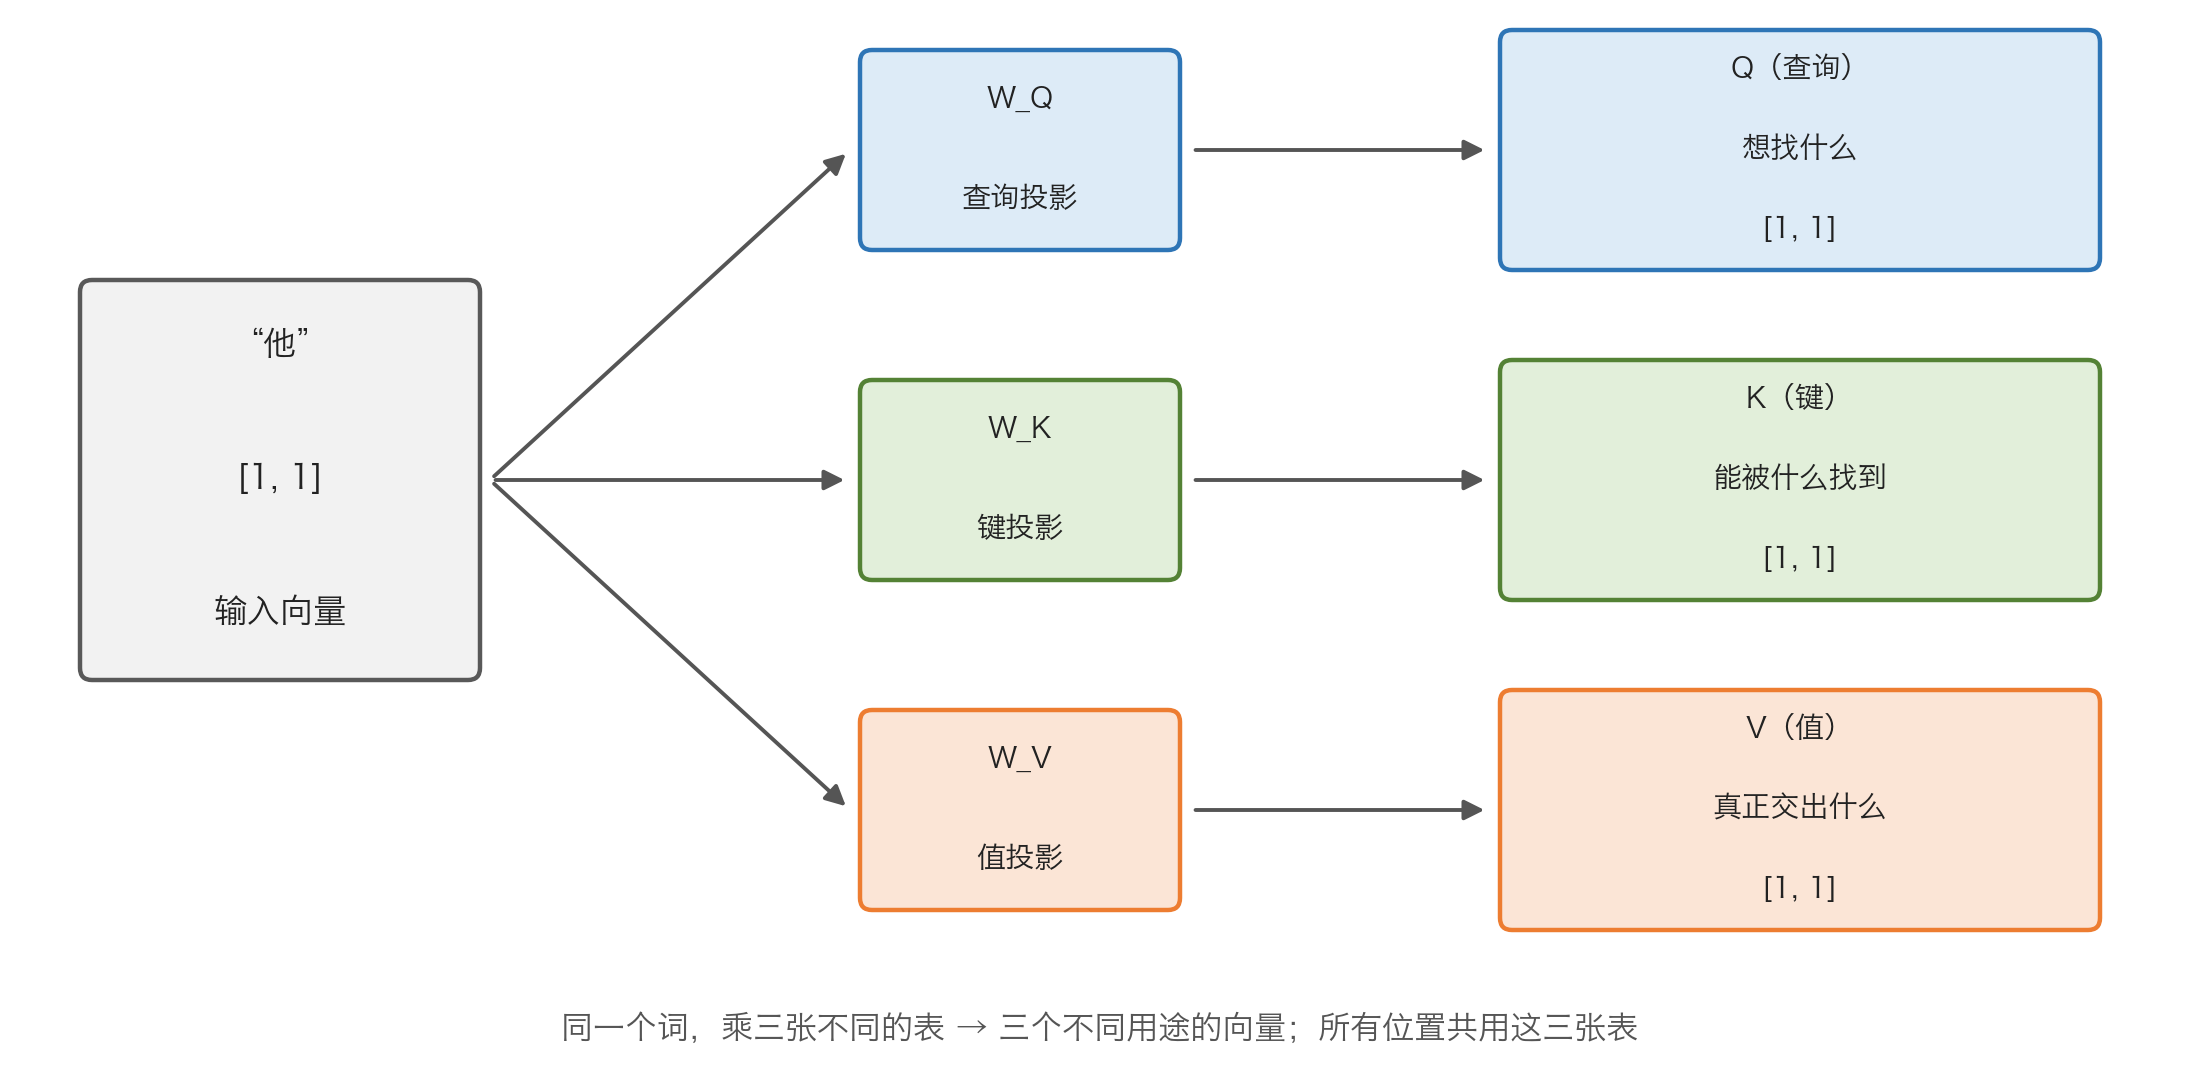 “他”
[1, 1]
输入向量
W_Q
查询投影
Q（查询）
想找什么
[1, 1]
W_K
键投影
K（键）
能被什么找到
[1, 1]
W_V
值投影
V（值）
真正交出什么
[1, 1]
同一个词，乘三张不同的表 → 三个不同用途的向量；所有位置共用这三张表